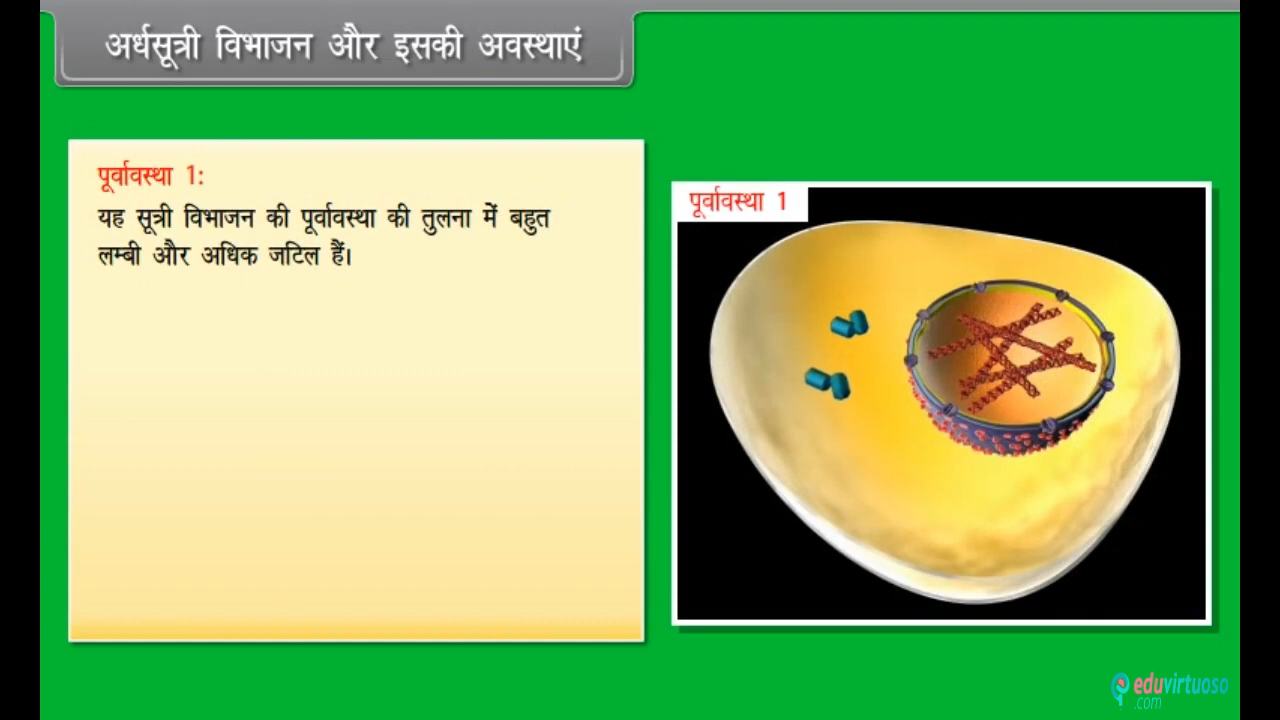 अर्धसूत्री विभाजन और इसकी अवस्थाएं
पूर्वावस्था 1:
यह सूत्री विभाजन की पूर्वावस्था की तुलना में बहुत
लम्बी और अधिक जटिल हैं।
पूर्वावस्था 1
eduvirtuoso
.com